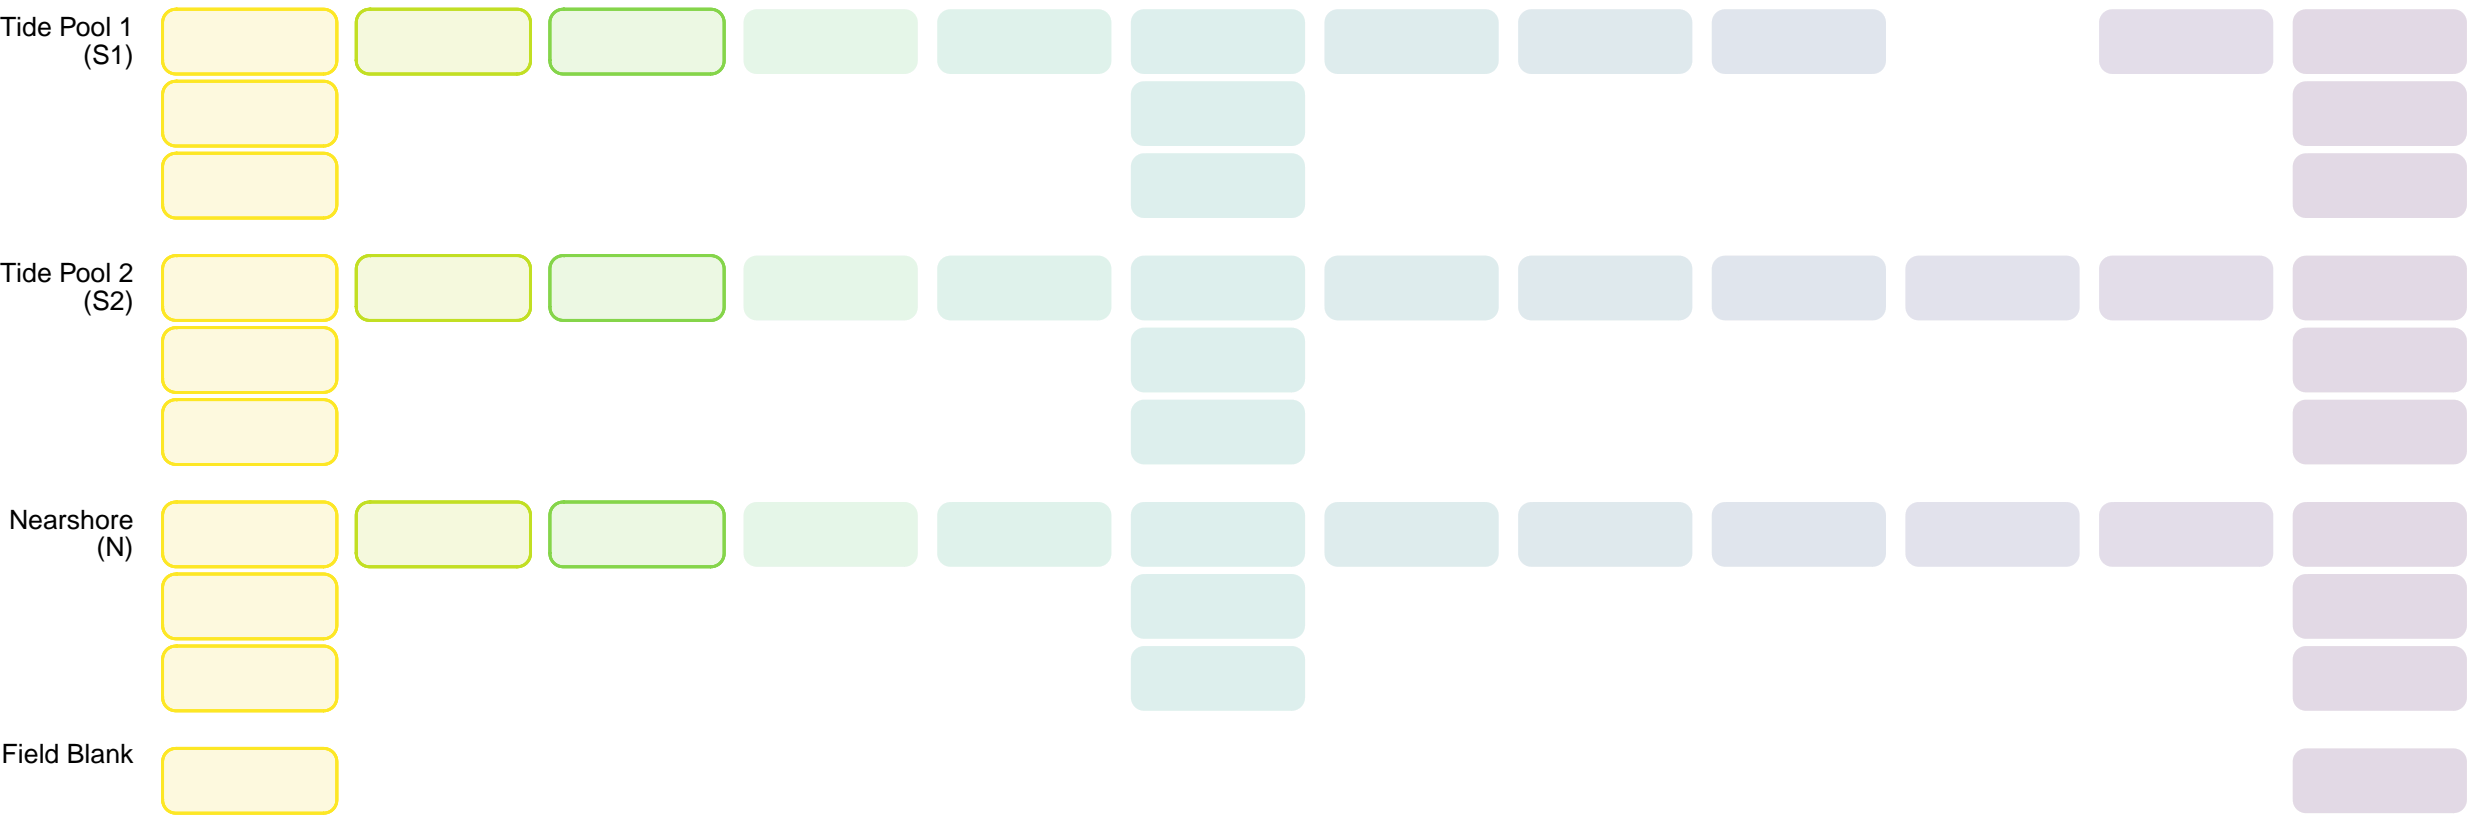 Tide Pool 1
(S1)
Tide Pool 2
(S2)
Nearshore
(N)
Field Blank